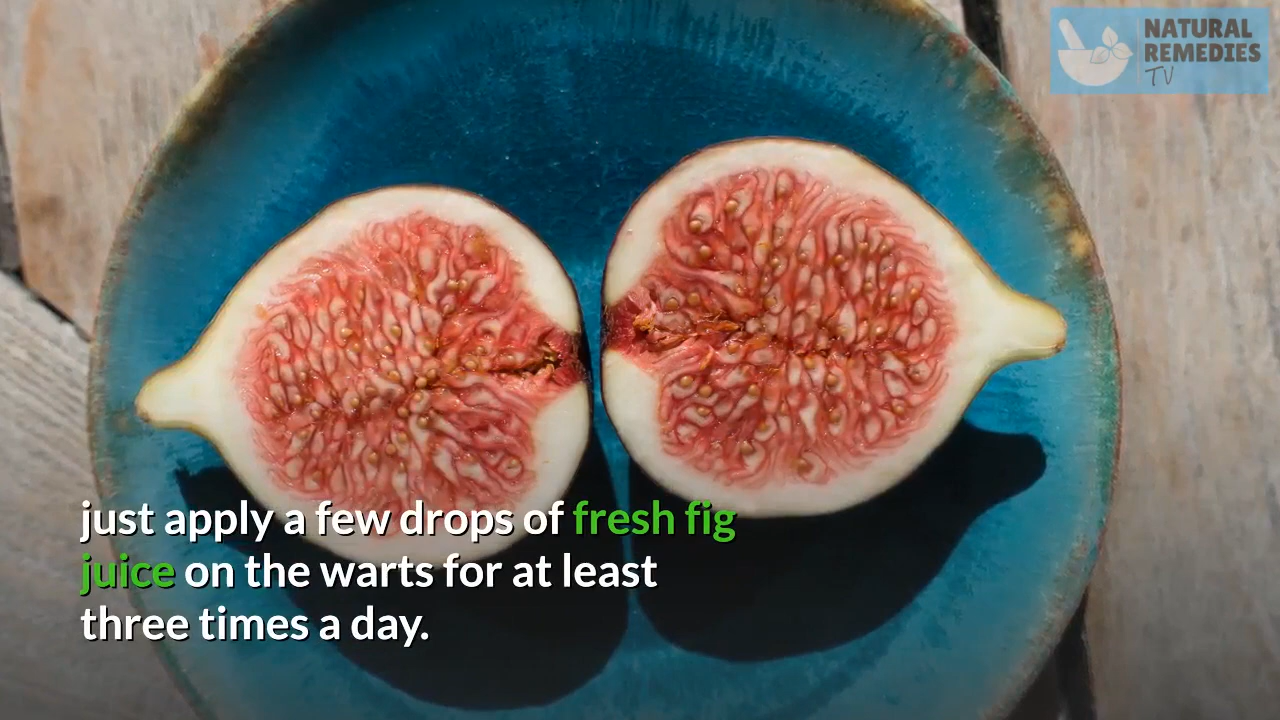 NATURAL
REMEDIES
TV
just apply a few drops of fresh fig
juice on the warts for at least
three times a day.